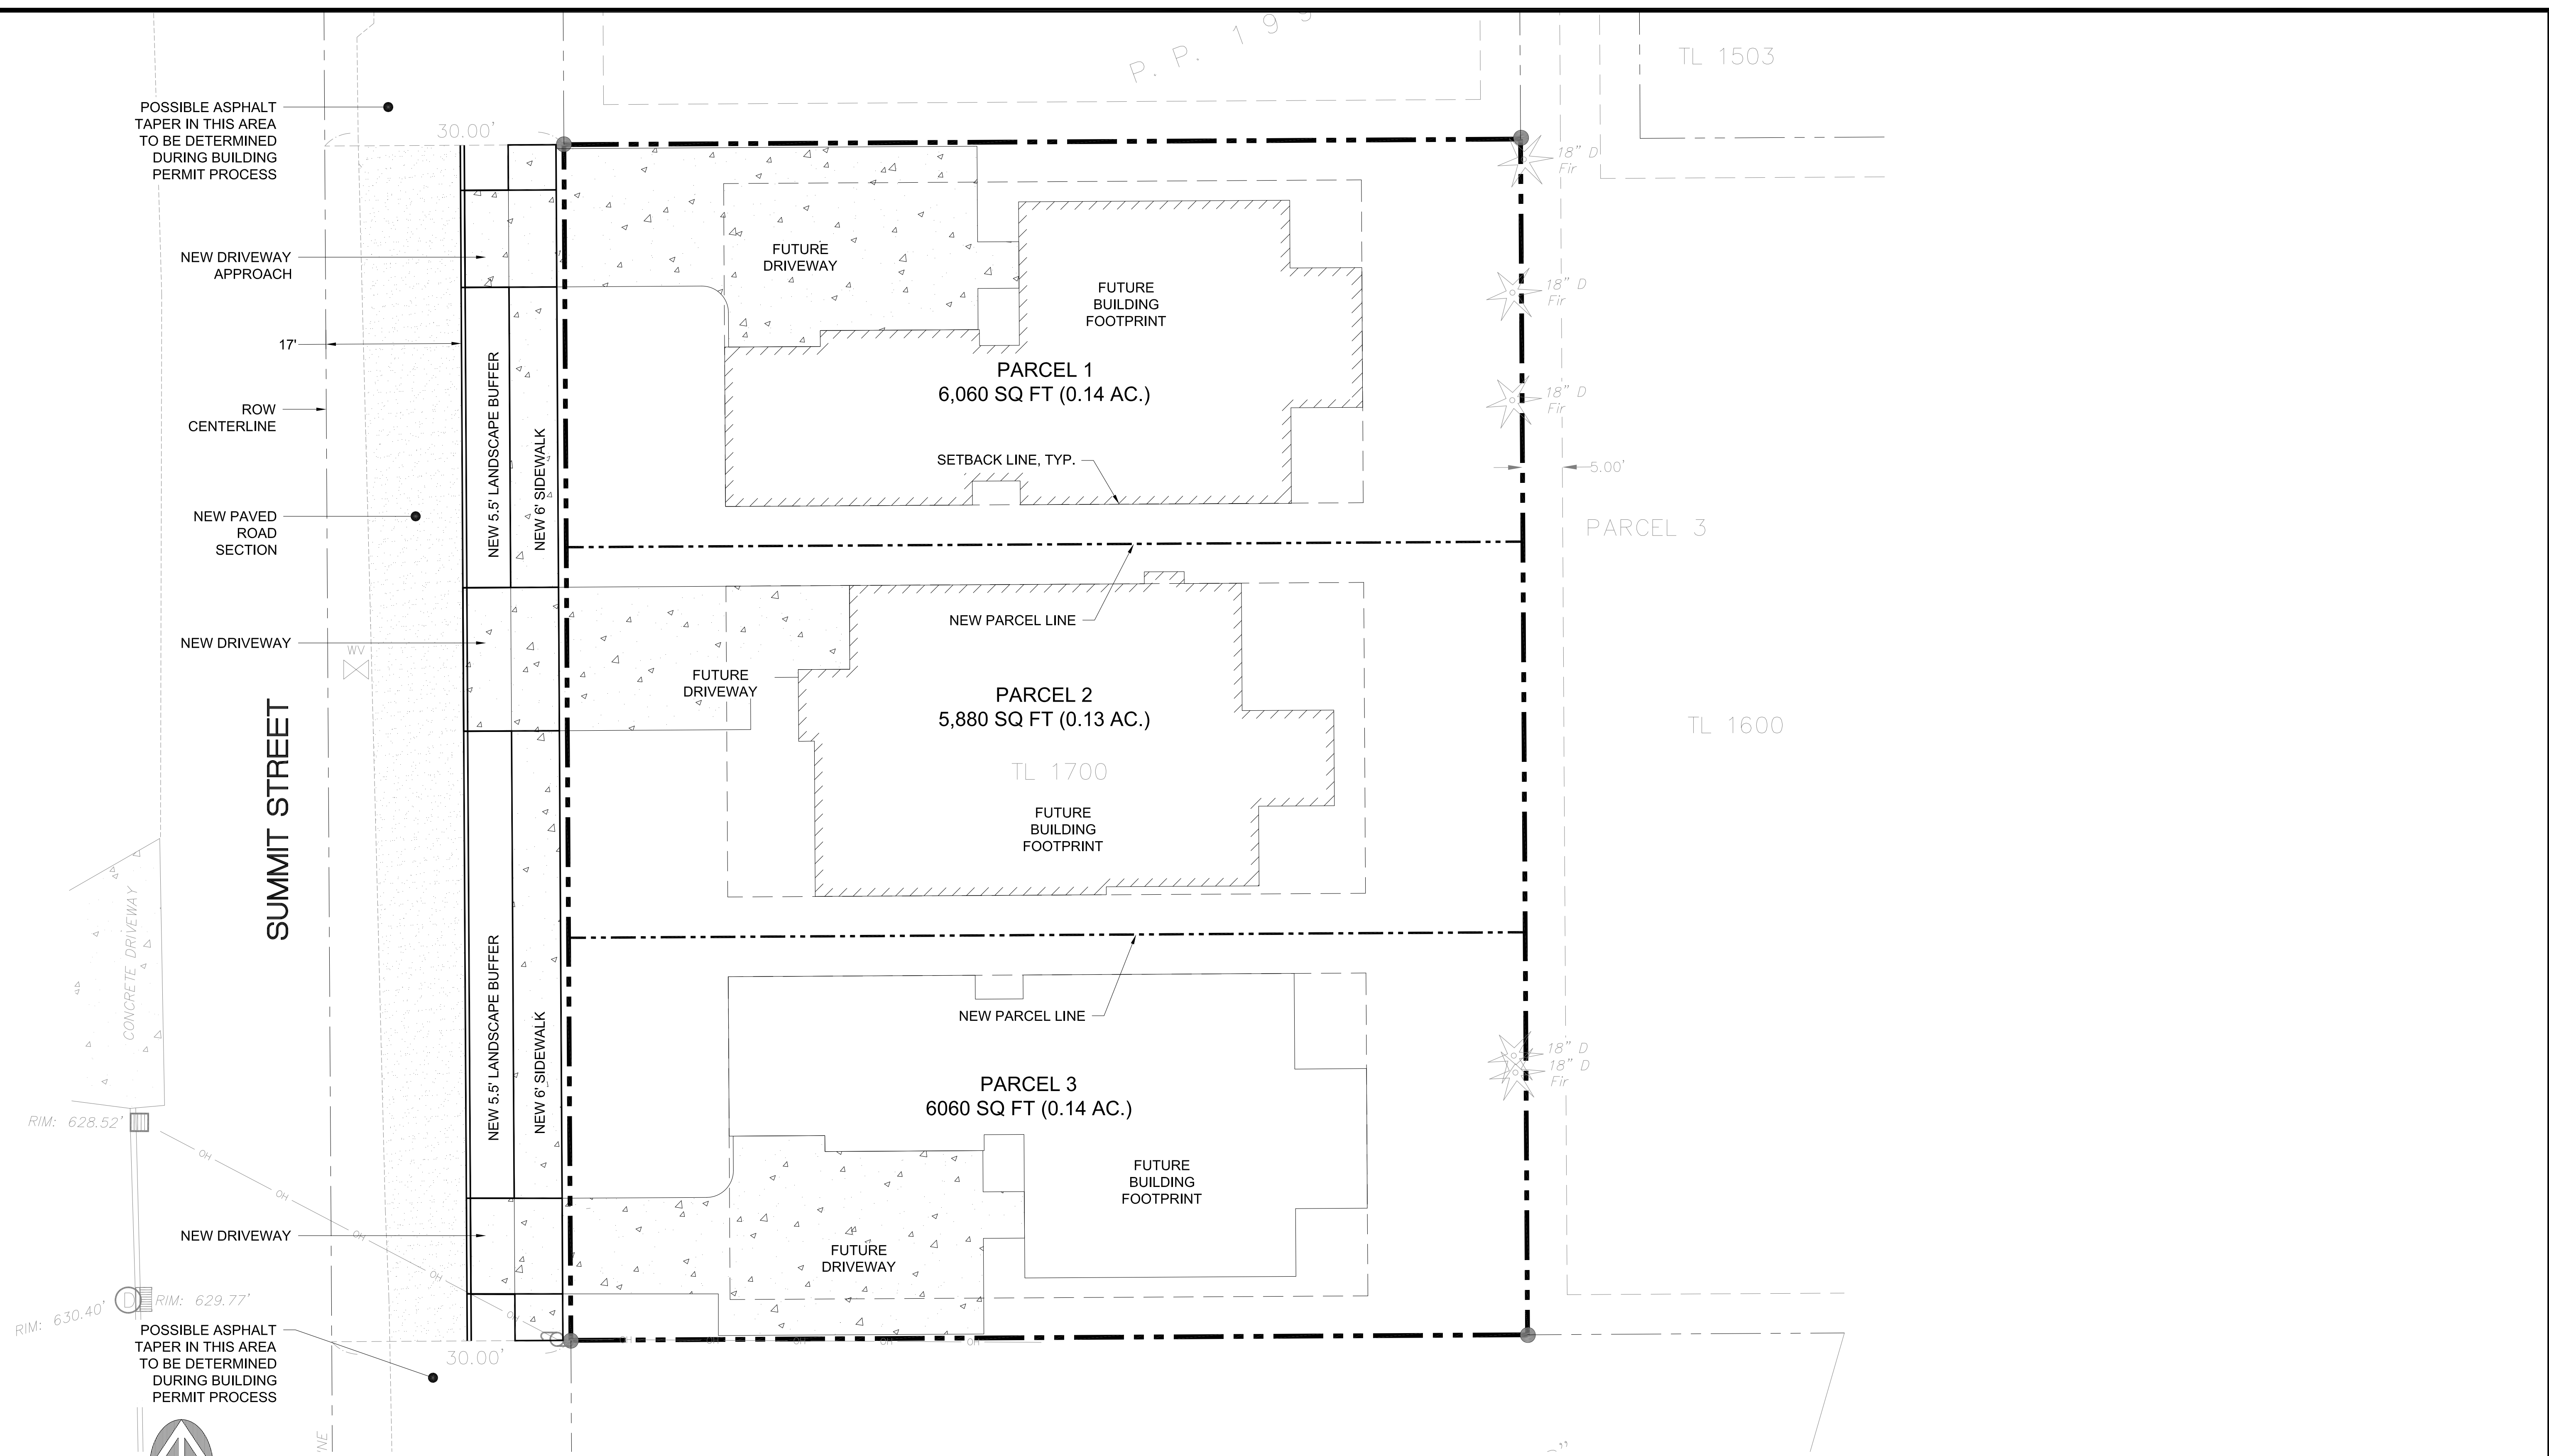 P. P. 199
TL 1503
POSSIBLE ASPHALT
TAPER IN THIS AREA
TO BE DETERMINED
DURING BUILDING
PERMIT PROCESS
30.00'
18" D
Fir
NEW DRIVEWAY
APPROACH
FUTURE
DRIVEWAY
FUTURE
BUILDING
FOOTPRINT
18" D
Fir
17'
PARCEL 1
6,060 SQ FT (0.14 AC.)
18" D
Fir
ROW
CENTERLINE
NEW 5.5' LANDSCAPE BUFFER
NEW 6' SIDEWALK
SETBACK LINE, TYP.
5.00'
NEW PAVED
ROAD
SECTION
PARCEL 3
NEW PARCEL LINE
NEW DRIVEWAY
WV
FUTURE
DRIVEWAY
PARCEL 2
5,880 SQ FT (0.13 AC.)
TL 1600
TL 1700
SUMMIT STREET
FUTURE
BUILDING
FOOTPRINT
CONCRETE DRIVEWAY
NEW 5.5' LANDSCAPE BUFFER
NEW 6' SIDEWALK
NEW PARCEL LINE
18" D
18" D
Fir
PARCEL 3
6060 SQ FT (0.14 AC.)
RIM: 628.52'
OH
OH
OH
OH
OH
FUTURE
BUILDING
FOOTPRINT
NEW DRIVEWAY
FUTURE
DRIVEWAY
RIM: 630.40'
D
RIM: 629.77'
POSSIBLE ASPHALT
TAPER IN THIS AREA
TO BE DETERMINED
DURING BUILDING
PERMIT PROCESS
30.00'
OH
OH
OH
OH
OH